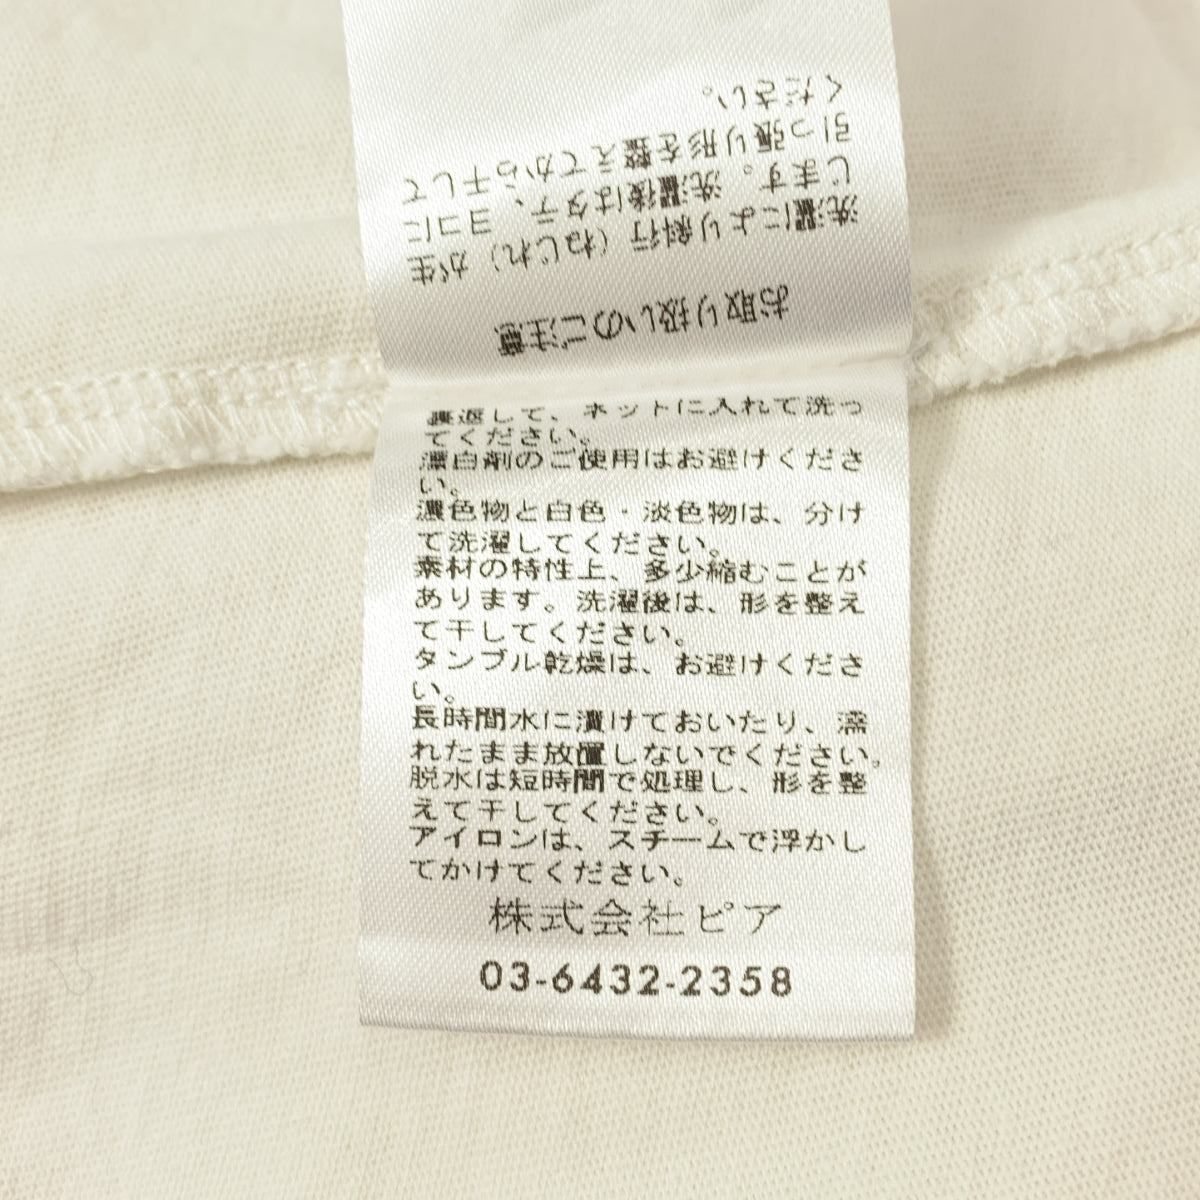 お取り扱いのご注意
洗濯により斜行（ねじれ）が生
じます。洗濯後はタテ、ヨコに
引っ張り形を整えてから干して
ください。
裏返して、ネットに入れて洗っ
てください。
漂白剤のご使用はお避けくださ
い。
濃色物と白色・淡色物は、分け
て洗濯してください。
素材の特性上、多少縮むことが
あります。洗濯後は、形を整え
て干してください。
タンブル乾燥は、お避けくださ
い。
長時間水に漬けておいたり、濡
れたまま放置しないでください。
脱水は短時間で処理し、形を整
えて干してください。
アイロンは、スチームで浮かし
てかけてください。
株式会社ピア
03-6432-2358